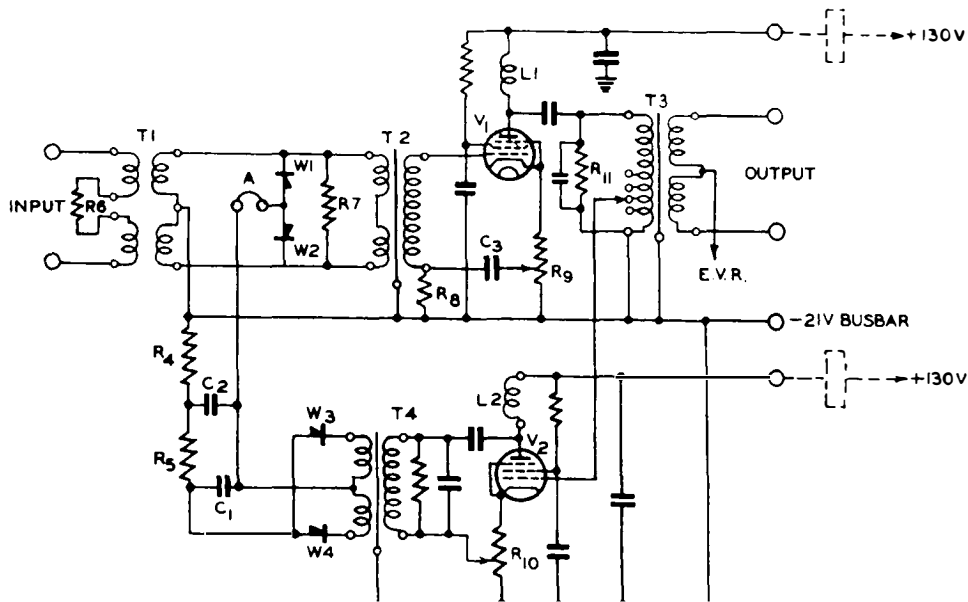 +130V
L1
T1
T2
V1
T3
A
W1
INPUT
R6
R7
R11
OUTPUT
W2
C3
R9
E.V.R.
R8
-21V BUSBAR
R4
C2
L2
+130V
W3
T4
V2
R5
C1
W4
R10